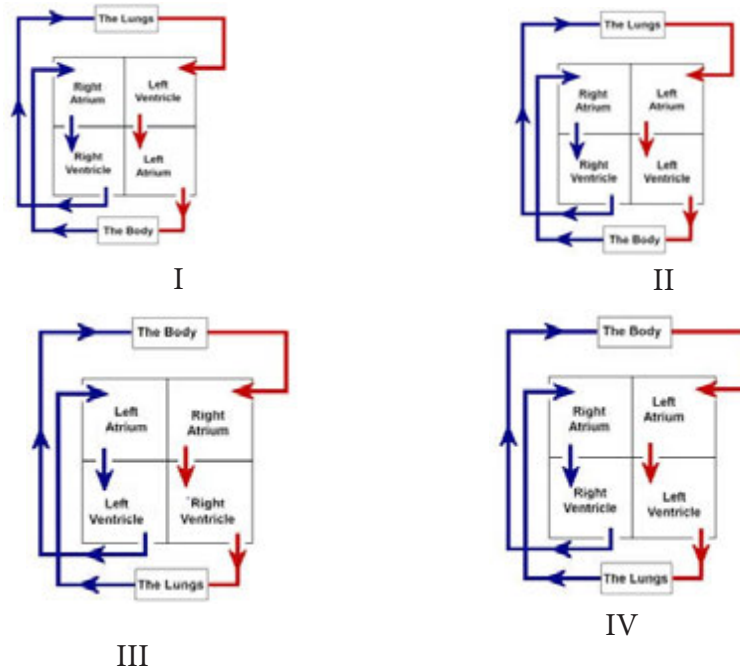 The Lungs
Right
Atrium
Left
Ventricle
Right
Ventricle
Left
Atrium
The Body
I
The Lungs
Right
Atrium
Left
Atrium
Right
Ventricle
Left
Ventricle
The Body
II
The Body
Left
Atrium
Right
Atrium
Left
Ventricle
Right
Ventricle
The Lungs
III
The Body
Right
Atrium
Left
Atrium
Right
Ventricle
Left
Ventricle
The Lungs
IV